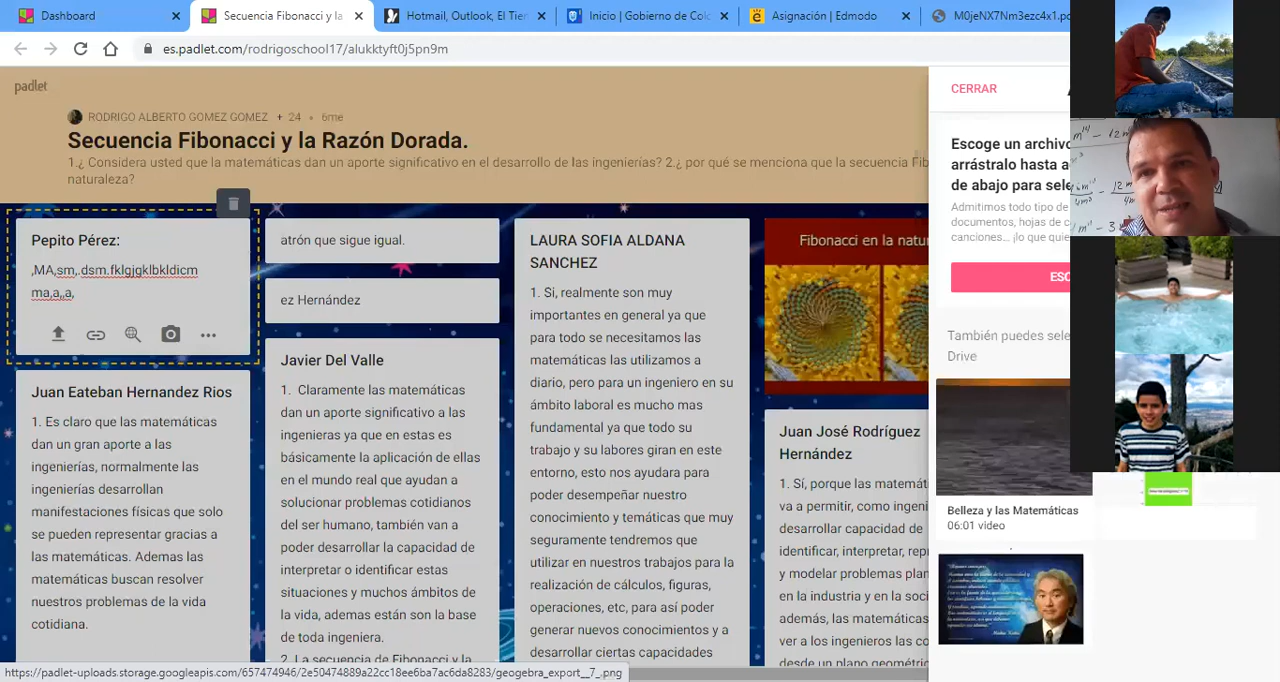 Dashboard
Secuencia Fibonacci y la
Hotmail, Outlook, El Tien
Inicio | Gobierno de Colo
Asignación | Edmodo
M0jeNX7Nm3ezc4x1.pd
es.padlet.com/rodrigoschool17/alukktyft0j5pn9m
padlet
RODRIGO ALBERTO GOMEZ GOMEZ + 24 • 6me
Secuencia Fibonacci y la Razón Dorada.
1.¿ Considera usted que la matemáticas dan un aporte significativo en el desarrollo de las ingenierías? 2.¿ por qué se menciona que la secuencia Fib
naturaleza?
Pepito Pérez:
,MA,sm,.dsm.fklgjgklbkldicm
ma,a,,a,
Juan Eateban Hernandez Rios
1. Es claro que las matemáticas
dan un gran aporte a las
ingenierías, normalmente las
ingenierías desarrollan
manifestaciones físicas que solo
se pueden representar gracias a
las matemáticas. Ademas las
matemáticas buscan resolver
nuestros problemas de la vida
cotidiana.
atrón que sigue igual.
ez Hernández
Javier Del Valle
1. Claramente las matemáticas
dan un aporte significativo a las
ingenieras ya que en estas es
básicamente la aplicación de ellas
en el mundo real que ayudan a
solucionar problemas cotidianos
del ser humano, también van a
poder desarrollar la capacidad de
interpretar o identificar estas
situaciones y muchos ámbitos de
la vida, además están son la base
de toda ingeniera.
2. La secuencia de Fibonacci y la
LAURA SOFIA ALDANA
SANCHEZ
1. Si, realmente son muy
importantes en general ya que
para todo se necesitamos las
matemáticas las utilizamos a
diario, pero para un ingeniero en su
ámbito laboral es mucho mas
fundamental ya que todo su
trabajo y su labores giran en este
entorno, esto nos ayudara para
poder desempeñar nuestro
conocimiento y temáticas que muy
seguramente tendremos que
utilizar en nuestros trabajos para la
realización de cálculos, figuras,
operaciones, etc, para así poder
generar nuevos conocimientos y a
desarrollar ciertas capacidades
Fibonacci en la natu
Juan José Rodríguez
Hernández
1. Sí, porque las matemát
va a permitir, como ingeni
desarrollar capacidad de
identificar, interpretar, repr
y modelar problemas plan
en la industria y en la soci
además, las matemáticas
ver a los ingenieros las co
desde un plano geométric
CERRAR
Escoge un archivo
arrástralo hasta a
de abajo para sele
Admitimos todo tipo de
documentos, hojas de c
canciones... ¡lo que quie
ESC
También puedes sele
Drive
Belleza y las Matemáticas
06:01 video
https://padlet-uploads.storage.googleapis.com/657474946/2e50474889a22cc18ee6ba7ac6da8283/geogebra_export__7_.png